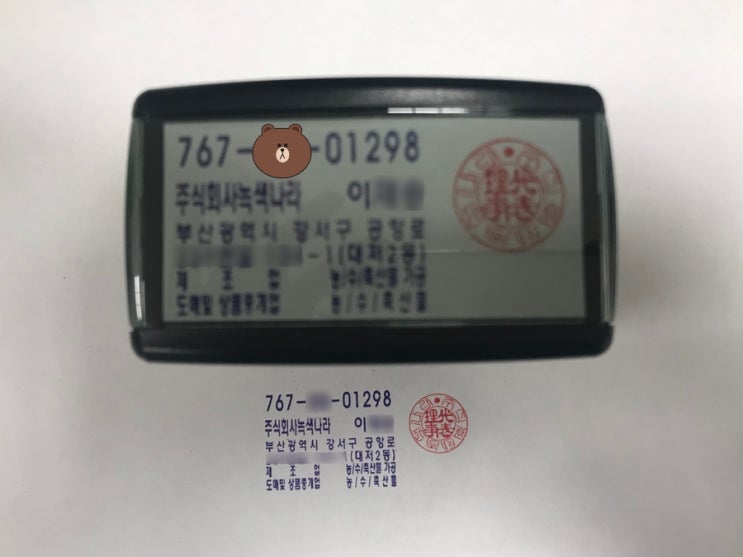 767- -01298
주식회사녹색나라 이
부산광역시 강서구 공항로
-1(대저2동)
제 조 업 농/수/축산물 가공
도매및 상품중개업 농 / 수 / 축 산 물
767- -01298
주식회사녹색나라 이
부산광역시 강서구 공항로
1(대저2동)
제 조 업 농/수/축산물 가공
도매및 상품중개업 농 / 수 / 축 산 물